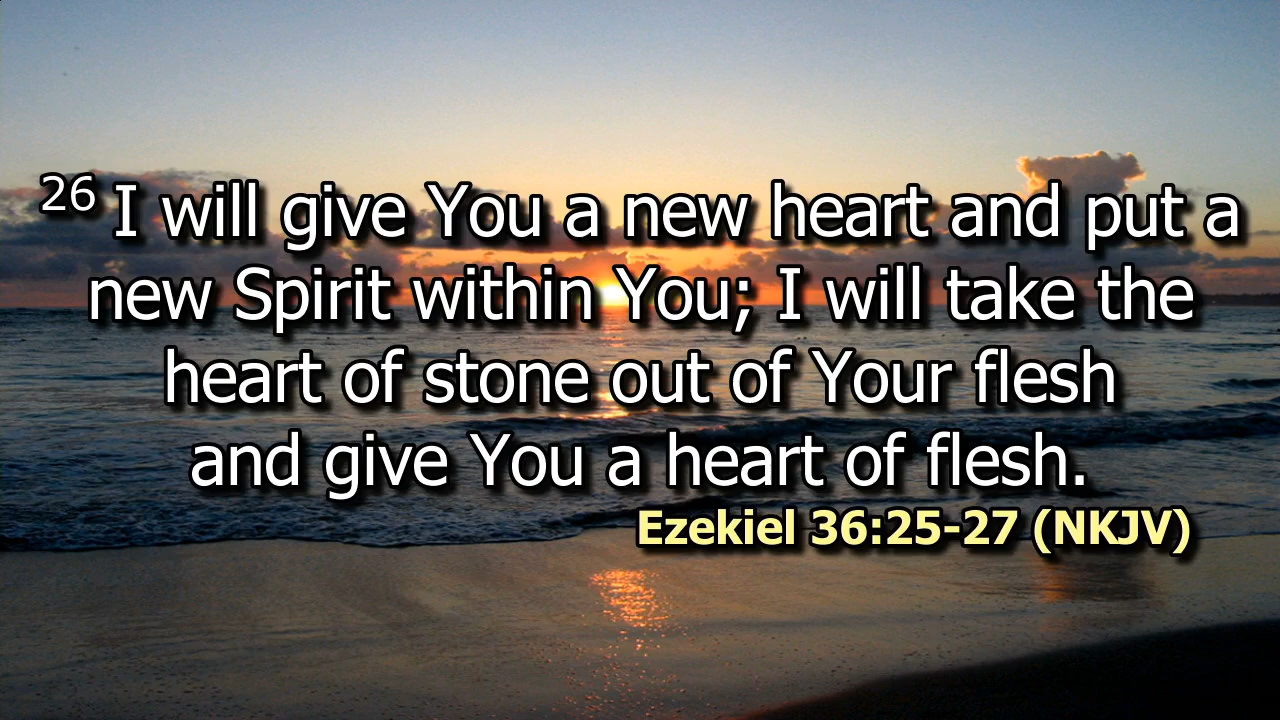 26 I will give You a new heart and put a
new Spirit within You; I will take the
heart of stone out of Your flesh
and give You a heart of flesh.
Ezekiel 36:25-27 (NKJV)